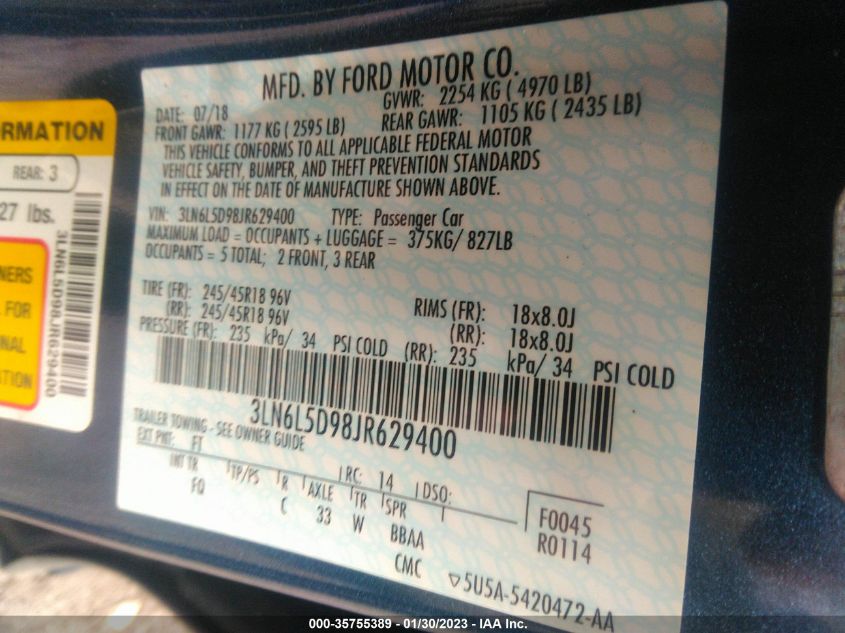 MFD. BY FORD MOTOR CO.
DATE: 07/18 GVWR: 2254 KG ( 4970 LB)
FRONT GAWR: 1177 KG ( 2595 LB) REAR GAWR: 1105 KG ( 2435 LB)
THIS VEHICLE CONFORMS TO ALL APPLICABLE FEDERAL MOTOR
VEHICLE SAFETY, BUMPER, AND THEFT PREVENTION STANDARDS
IN EFFECT ON THE DATE OF MANUFACTURE SHOWN ABOVE.
VIN: 3LN6L5D98JR629400 TYPE: Passenger Car
MAXIMUM LOAD = OCCUPANTS + LUGGAGE = 375KG/ 827LB
OCCUPANTS = 5 TOTAL; 2 FRONT, 3 REAR
TIRE (FR): 245/45R18 96V RIMS (FR): 18x8.0J
(RR): 245/45R18 96V (RR): 18x8.0J
PRESSURE (FR): 235 kPa/ 34 PSI COLD (RR): 235 kPa/ 34 PSI COLD
3LN6L5D98JR629400
TRAILER TOWING - SEE OWNER GUIDE
EXT PNT: FT RC: 14 DSO:
INT TR TP/PS R AXLE TR SPR
FQ C 33 W BBAA
CMC
F0045
R0114
5U5A-5420472-AA
ORMATION
REAR: 3
27 lbs.
3LN6L5D98JR629400
NERS
FOR
NAL
TION
000-35755389 - 01/30/2023 - IAA Inc.